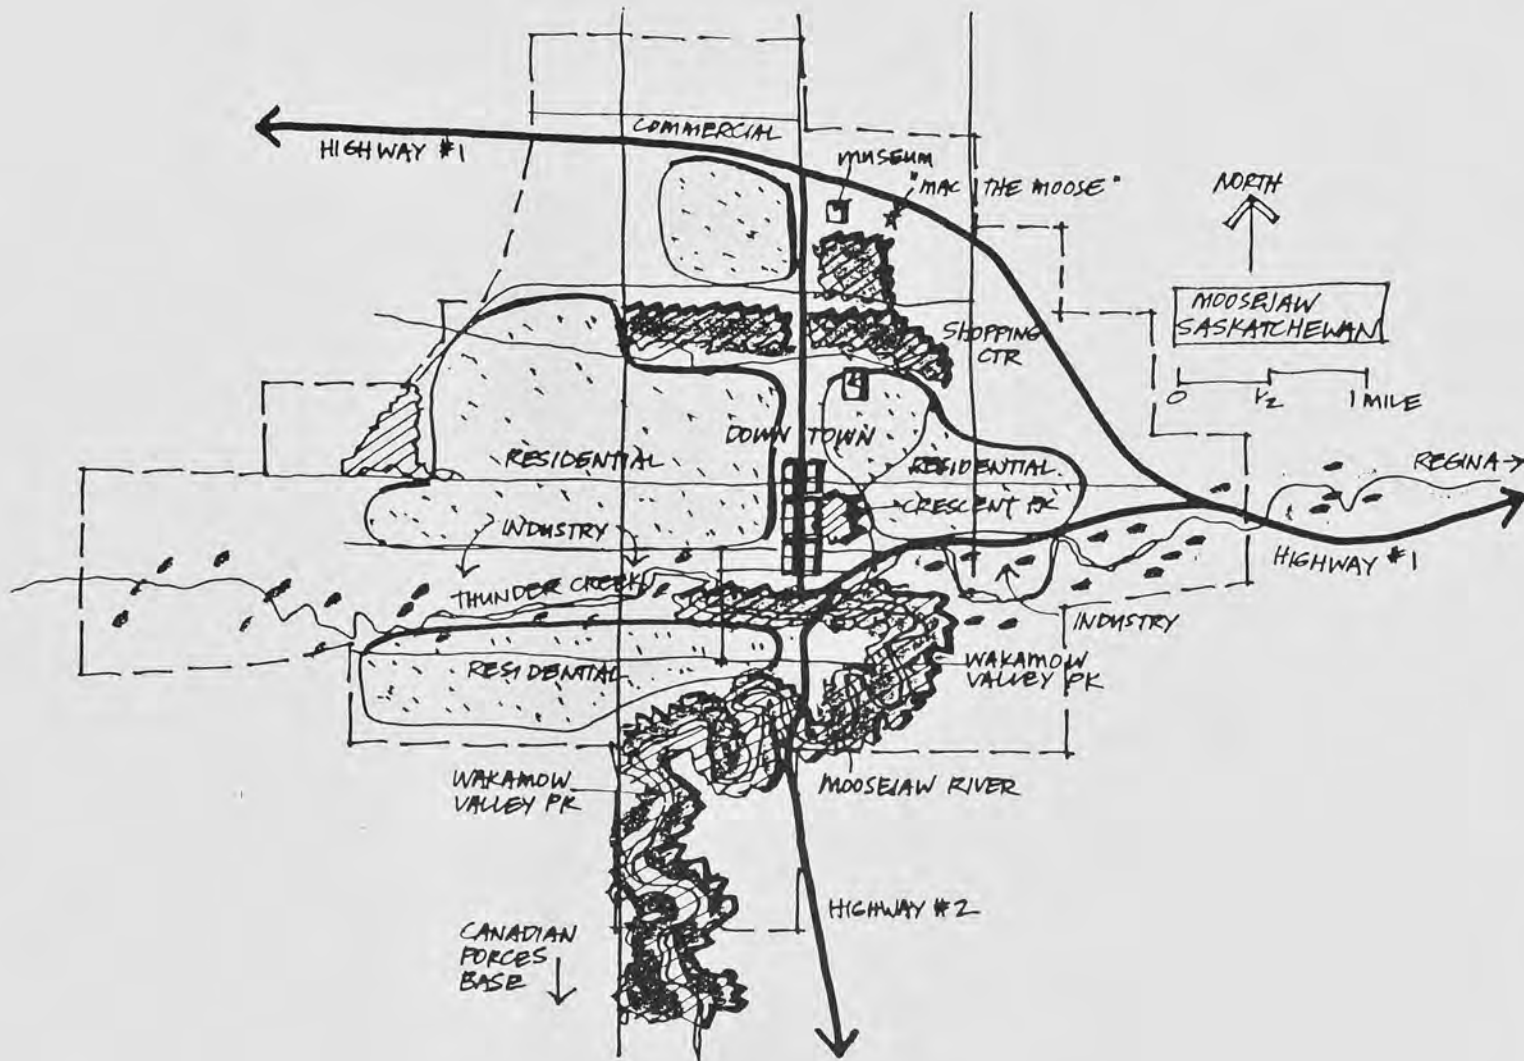 COMMERCIAL
HIGHWAY #1
MUSEUM
"MAC THE MOOSE"
NORTH
MOOSEJAW
SASKATCHEWAN
SHOPPING
CTR
0 1/2 1 MILE
DOWN TOWN
RESIDENTIAL
RESIDENTIAL
REGINA
CRESCENT PK
INDUSTRY
HIGHWAY #1
THUNDER CREEK
INDUSTRY
RESIDENTIAL
WAKAMOW
VALLEY PK
WAKAMOW
VALLEY PK
MOOSEJAW RIVER
HIGHWAY #2
CANADIAN
FORCES
BASE